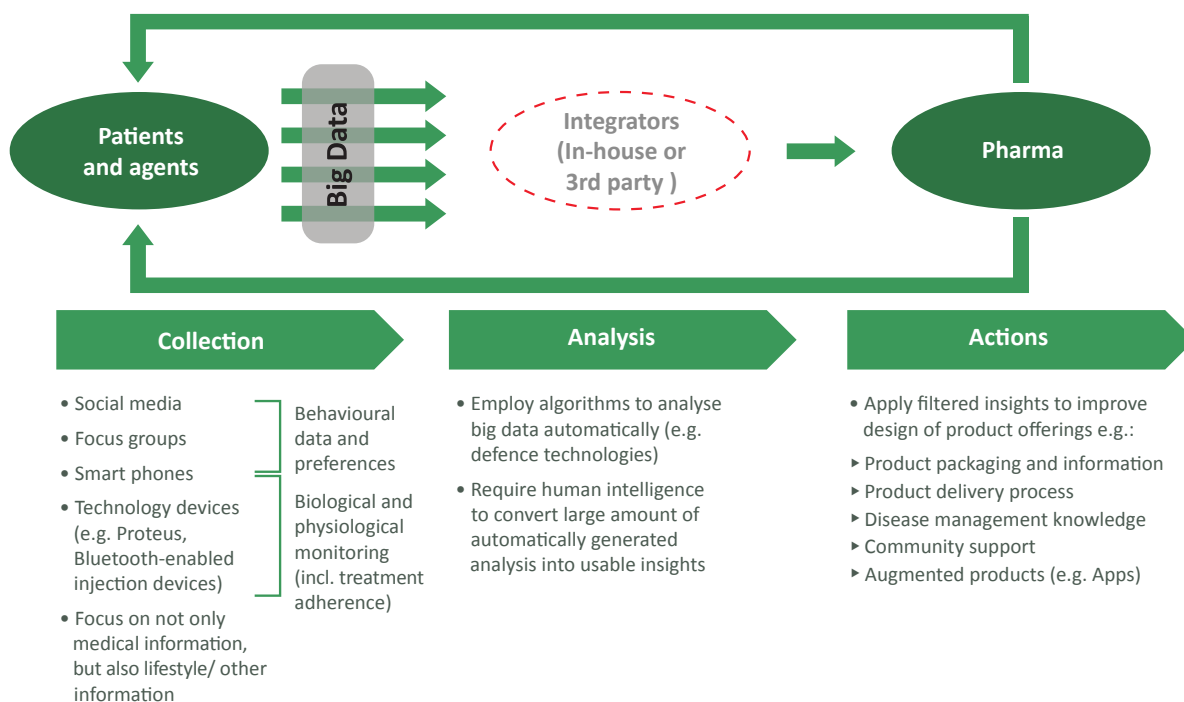 Patients
and agents
Big Data
Integrators
(In-house or
3rd party )
Pharma
Collection
• Social media
• Focus groups
• Smart phones
• Technology devices
(e.g. Proteus,
Bluetooth-enabled
injection devices)
• Focus on not only
medical information,
but also lifestyle/ other
information
Behavioural
data and
preferences
Biological and
physiological
monitoring
(incl. treatment
adherence)
Analysis
• Employ algorithms to analyse
big data automatically (e.g.
defence technologies)
• Require human intelligence
to convert large amount of
automatically generated
analysis into usable insights
Actions
• Apply filtered insights to improve
design of product offerings e.g.:
▸ Product packaging and information
▸ Product delivery process
▸ Disease management knowledge
▸ Community support
▸ Augmented products (e.g. Apps)